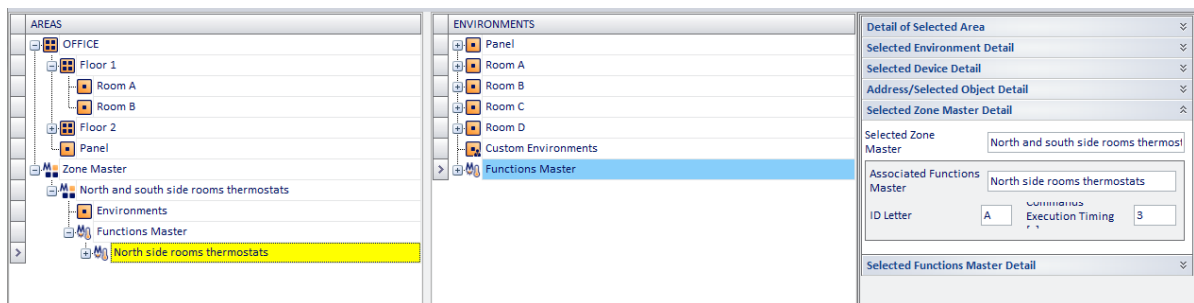 AREAS
OFFICE
Floor 1
Room A
Room B
Floor 2
Panel
Zone Master
North and south side rooms thermostats
Environments
Functions Master
North side rooms thermostats
ENVIRONMENTS
Panel
Room A
Room B
Room C
Room D
Custom Environments
Functions Master
Detail of Selected Area
Selected Environment Detail
Selected Device Detail
Address/Selected Object Detail
Selected Zone Master Detail
Selected Zone
Master
North and south side rooms thermost
Associated Functions
Master
North side rooms thermostats
ID Letter
A
Commands
Execution Timing
3
Selected Functions Master Detail